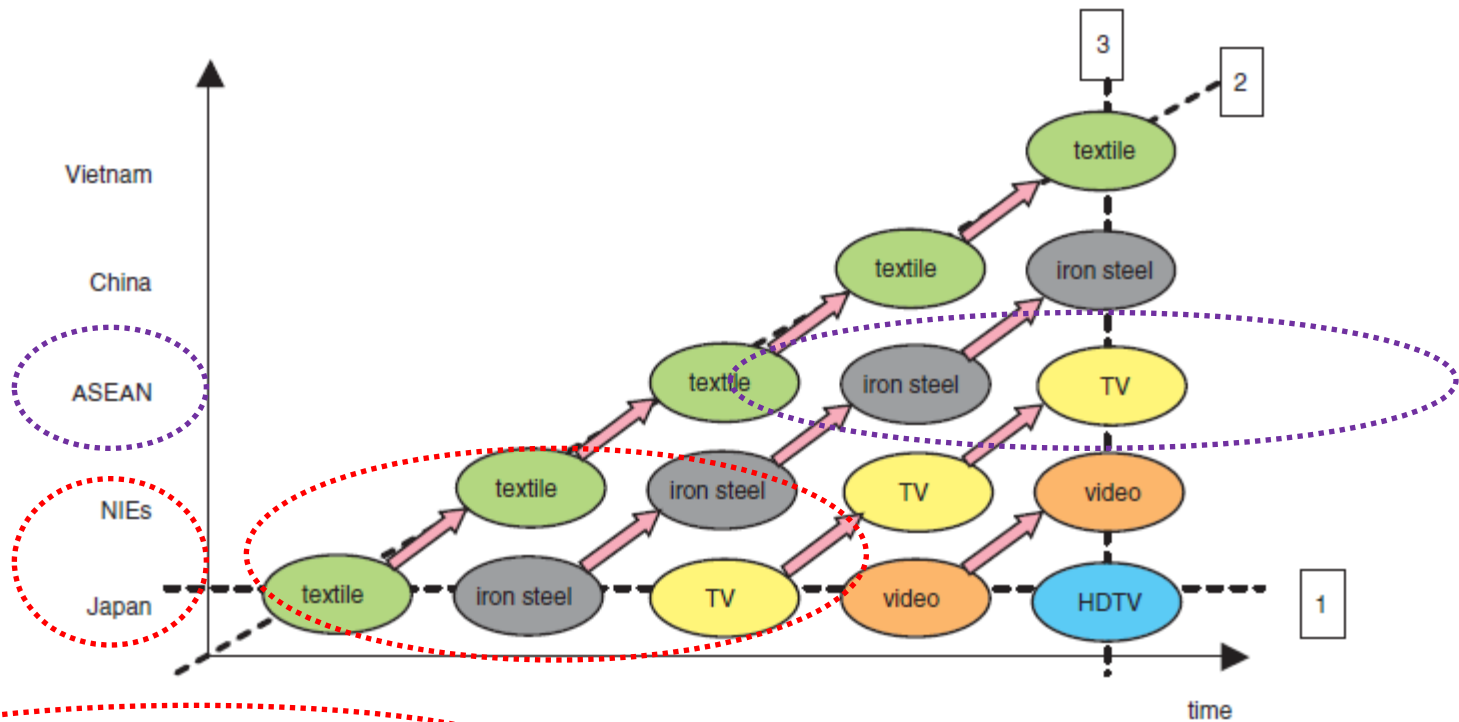 3
2
Vietnam
textile
China
textile
iron steel
ASEAN
textile
iron steel
TV
NIEs
textile
iron steel
TV
video
Japan
textile
iron steel
TV
video
HDTV
1
time